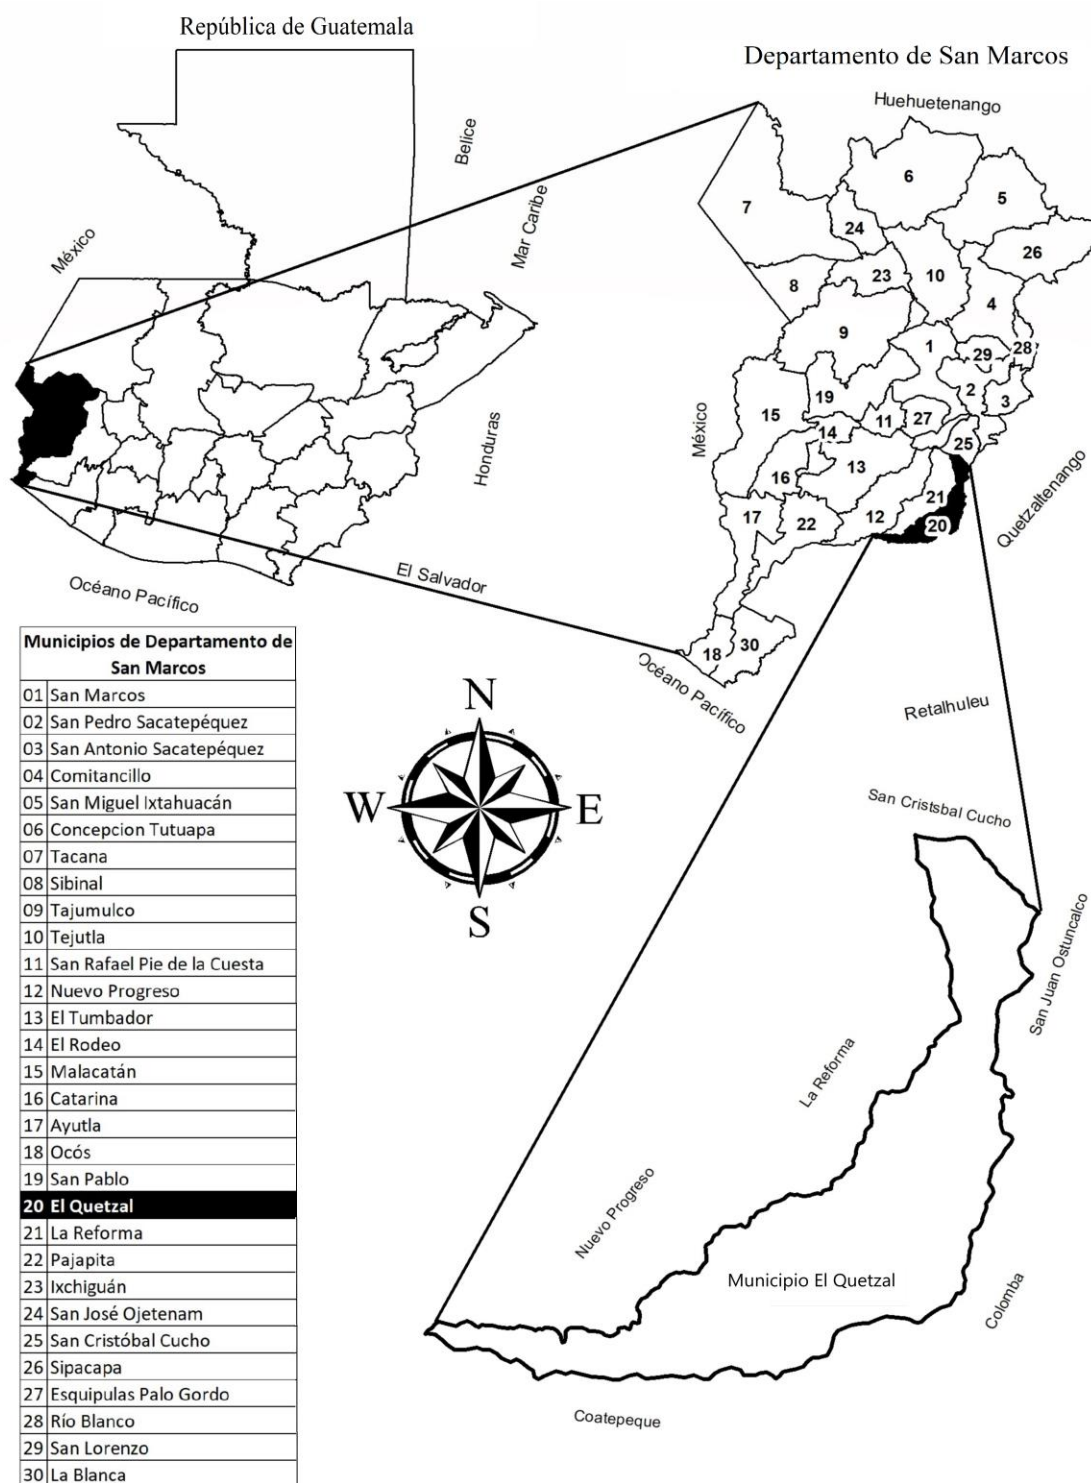 República de Guatemala
Belice
Mar Caribe
México
Honduras
El Salvador
Océano Pacífico
Departamento de San Marcos
Huehuetenango
6
5
7
24
26
23
10
8
4
9
1
28
29
2
3
19
15
11
27
14
25
13
16
21
17
22
12
20
18
30
México
Quetzaltenango
Océano Pacífico
Retalhuleu
Municipios de Departamento de
San Marcos
01 San Marcos
02 San Pedro Sacatepéquez
03 San Antonio Sacatepéquez
04 Comitancillo
05 San Miguel Ixtahuacán
06 Concepcion Tutuapa
07 Tacana
08 Sibinal
09 Tajumulco
10 Tejutla
11 San Rafael Pie de la Cuesta
12 Nuevo Progreso
13 El Tumbador
14 El Rodeo
15 Malacatán
16 Catarina
17 Ayutla
18 Ocós
19 San Pablo
20 El Quetzal
21 La Reforma
22 Pajapita
23 Ixchiguán
24 San José Ojetenam
25 San Cristóbal Cucho
26 Sipacapa
27 Esquipulas Palo Gordo
28 Río Blanco
29 San Lorenzo
30 La Blanca
N
W
E
S
San Cristsbal Cucho
San Juan Ostuncalco
La Reforma
Nuevo Progreso
Municipio El Quetzal
Colomba
Coatepeque